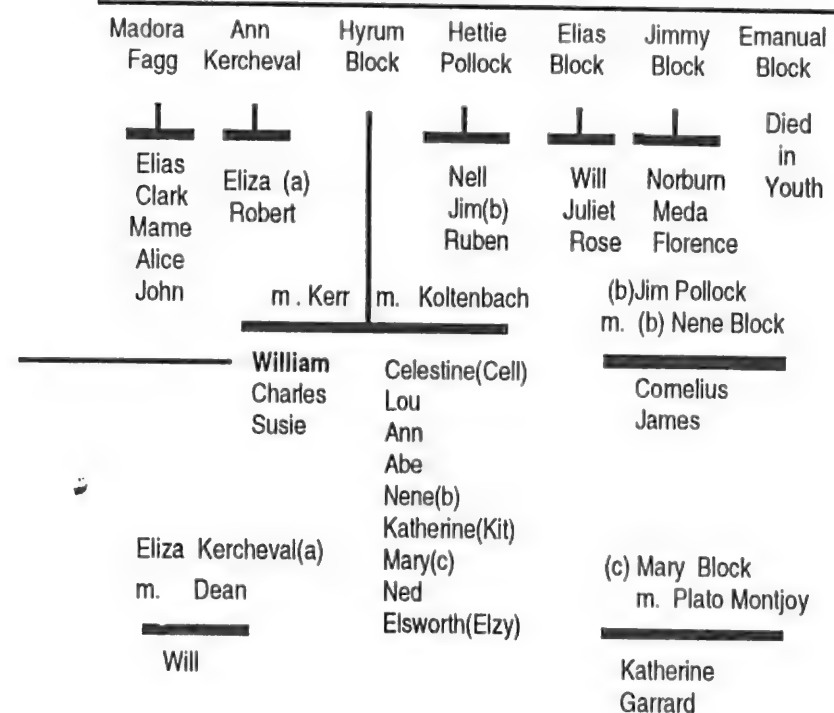 Madora Fagg
Ann Kercheval
Hyrum Block
Hettie Pollock
Elias Block
Jimmy Block
Emanual Block
Elias
Clark
Mame
Alice
John
Eliza (a)
Robert
Nell
Jim(b)
Ruben
Will
Juliet
Rose
Norburn
Meda
Florence
Died
in
Youth
m . Kerr
m. Koltenbach
William
Charles
Susie
Celestine(Cell)
Lou
Ann
Abe
Nene(b)
Katherine(Kit)
Mary(c)
Ned
Elsworth(Elzy)
(b)Jim Pollock
m. (b) Nene Block
Cornelius
James
Eliza Kercheval(a)
m. Dean
Will
(c) Mary Block
m. Plato Montjoy
Katherine
Garrard